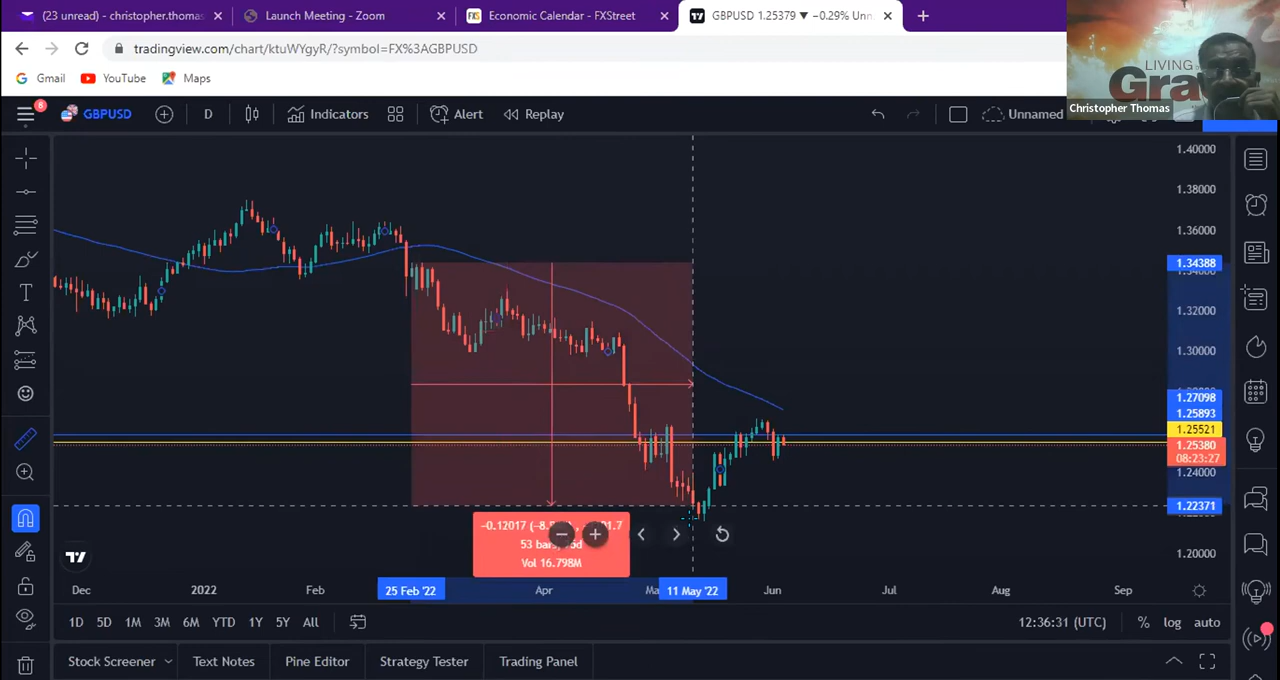 (23 unread) - christopher.thomas
Launch Meeting - Zoom
Economic Calendar - FXStreet
GBPUSD 1.25379 ▼ −0.29% Unn
tradingview.com/chart/ktuWYgyR/?symbol=FX%3AGBPUSD
Gmail
YouTube
Maps
LIVING
Gra
Christopher Thomas
8
GBPUSD
D
Indicators
Alert
Replay
Unnamed
1.40000
1.38000
1.36000
1.34388
1.32000
1.30000
1.27098
1.25893
1.25521
1.25380
08:23:27
1.24000
1.22371
1.20000
−0.12017
53 bars,
Vol 16.798M
Dec
2022
Feb
25 Feb '22
Apr
11 May '22
Jun
Jul
Aug
Sep
1D
5D
1M
3M
6M
YTD
1Y
5Y
All
12:36:31 (UTC)
%
log
auto
Stock Screener
Text Notes
Pine Editor
Strategy Tester
Trading Panel